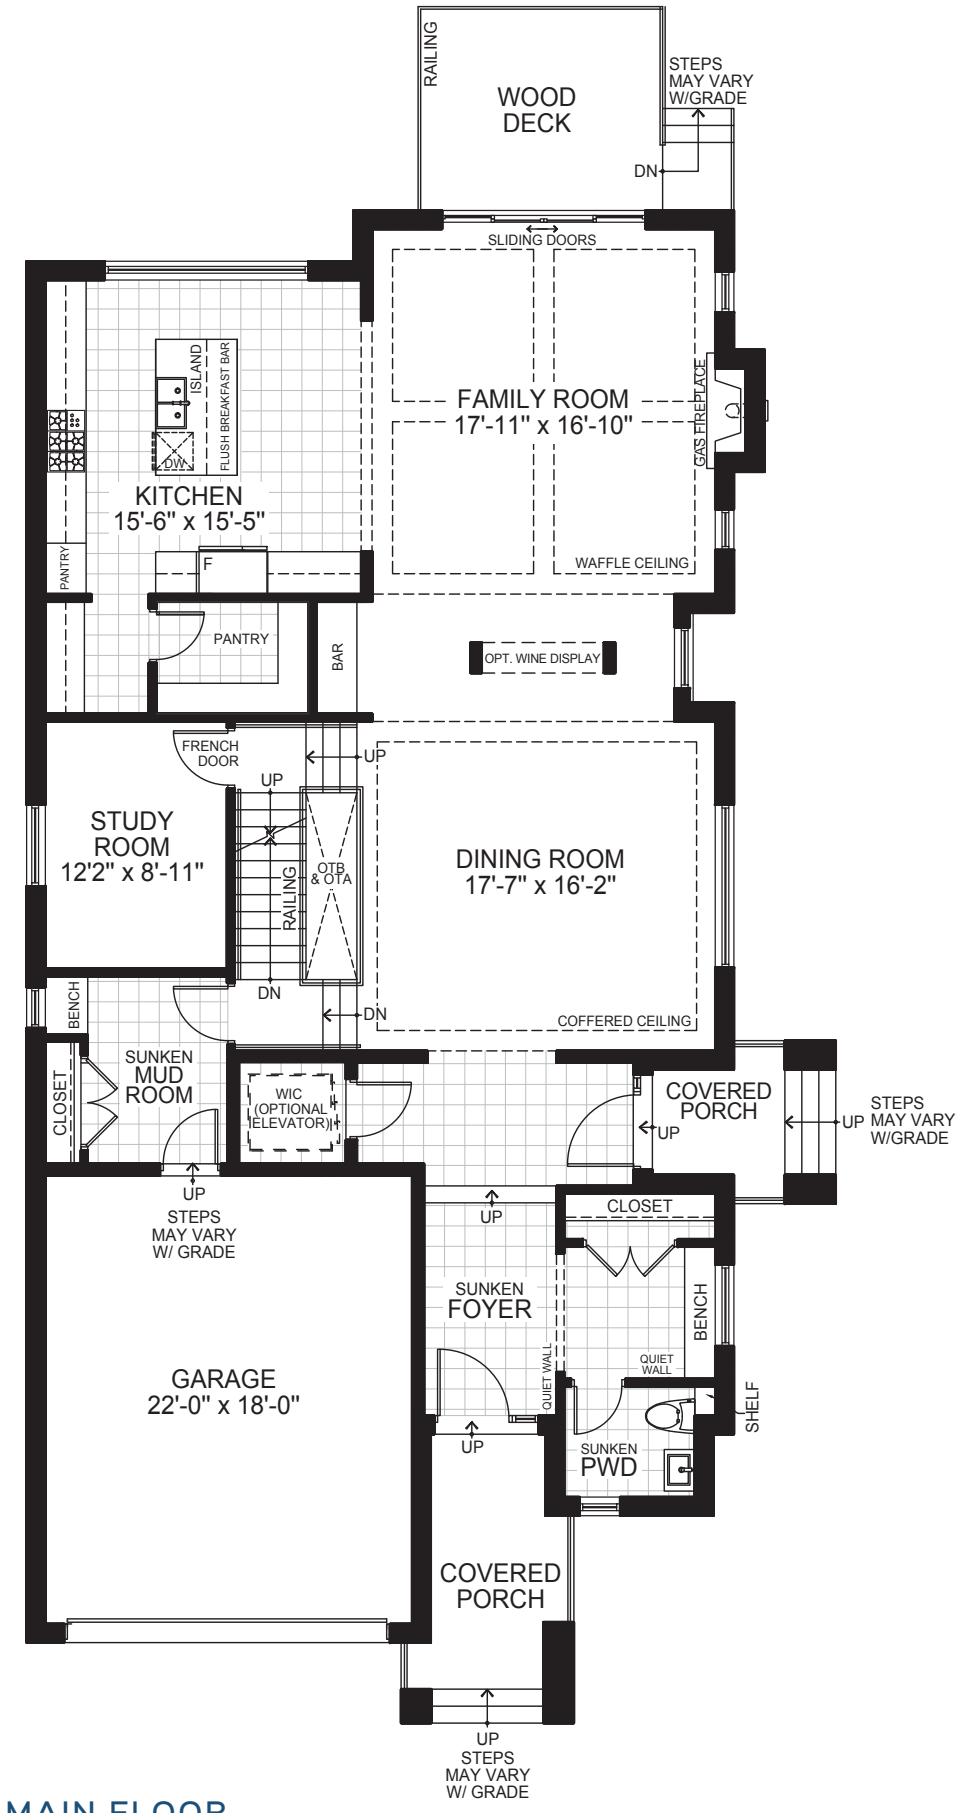 RAILING
WOOD
DECK
STEPS
MAY VARY
W/GRADE
DN
SLIDING DOORS
ISLAND
FLUSH BREAKFAST BAR
DW
FAMILY ROOM
17'-11" x 16'-10"
GAS FIREPLACE
KITCHEN
15'-6" x 15'-5"
F
PANTRY
WAFFLE CEILING
PANTRY
BAR
OPT. WINE DISPLAY
FRENCH
DOOR
UP
UP
STUDY
ROOM
12'2" x 8'-11"
RAILING
OTB
& OTA
DINING ROOM
17'-7" x 16'-2"
DN
DN
COFFERED CEILING
BENCH
SUNKEN
MUD
ROOM
CLOSET
WIC
(OPTIONAL
ELEVATOR)
COVERED
PORCH
UP
UP
STEPS
MAY VARY
W/GRADE
UP
STEPS
MAY VARY
W/ GRADE
UP
CLOSET
SUNKEN
FOYER
BENCH
QUIET WALL
QUIET
WALL
GARAGE
22'-0" x 18'-0"
SHELF
UP
SUNKEN
PWD
COVERED
PORCH
UP
STEPS
MAY VARY
W/ GRADE
MAIN FLOOR